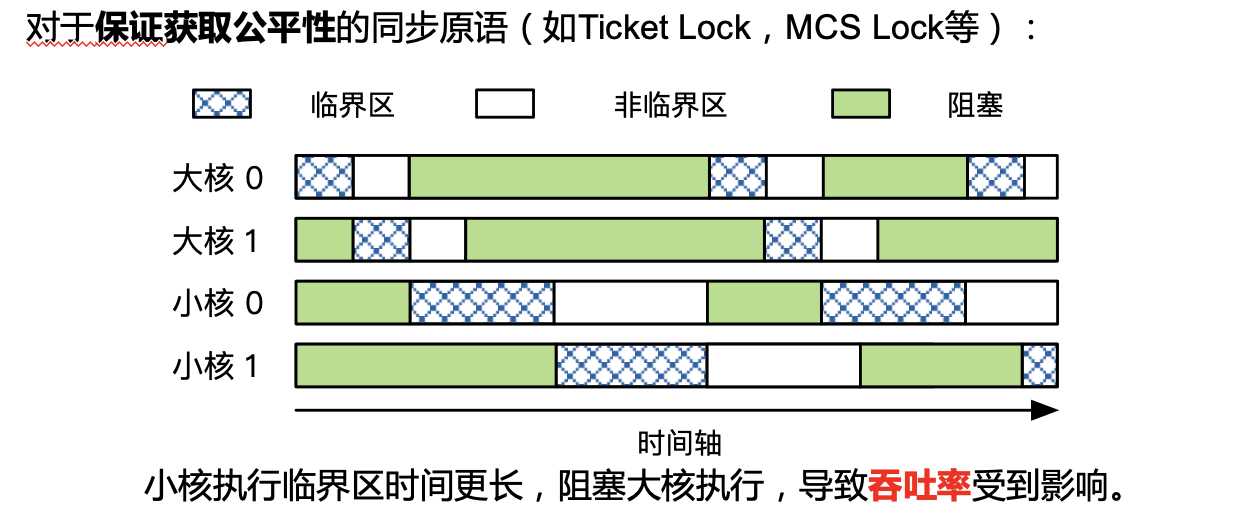 对于保证获取公平性的同步原语（如Ticket Lock，MCS Lock等）：
临界区 非临界区 阻塞
大核 0
大核 1
小核 0
小核 1
时间轴
小核执行临界区时间更长，阻塞大核执行，导致吞吐率受到影响。